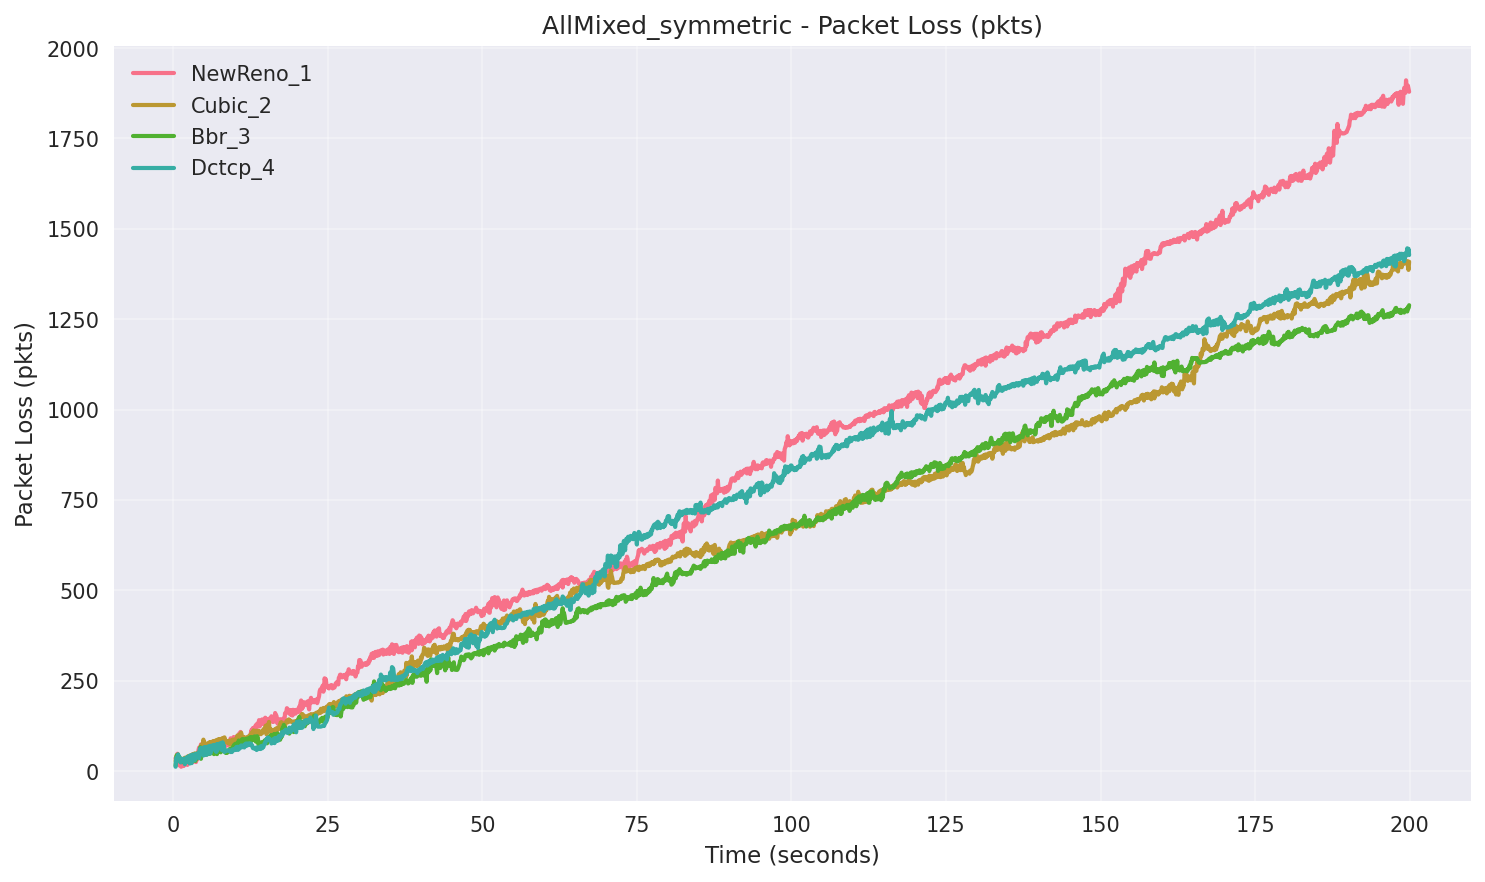 AllMixed_symmetric - Packet Loss (pkts)
NewReno_1
Cubic_2
Bbr_3
Dctcp_4
Packet Loss (pkts)
2000
1750
1500
1250
1000
750
500
250
0
0 25 50 75 100 125 150 175 200
Time (seconds)